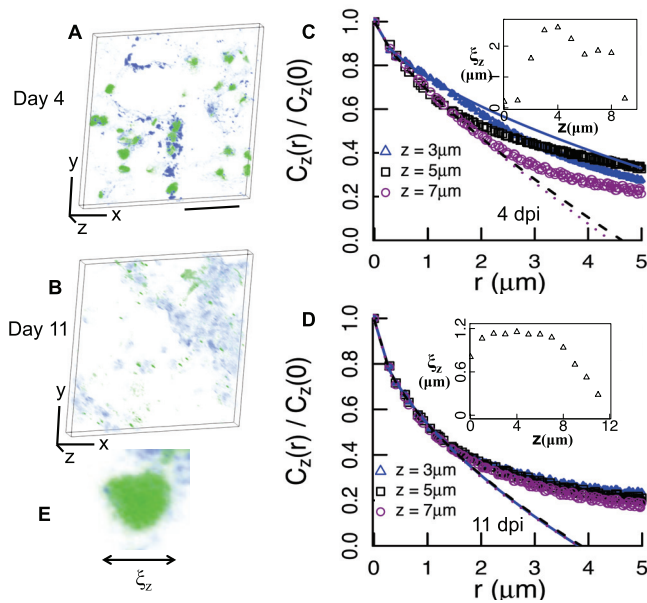 A
Day 4
y
z
x
B
Day 11
y
z
x
E
ξz
C
Cz(r) / Cz(0)
1.0
0.8
0.6
0.4
0.2
0.0
ξz
(μm)
2
1
0
0 4 8
z(μm)
z = 3μm
z = 5μm
z = 7μm
4 dpi
0 1 2 3 4 5
r (μm)
D
Cz(r) / Cz(0)
1.0
0.8
0.6
0.4
0.2
0.0
ξz
(μm)
1.2
0.6
0
0 4 8 12
z(μm)
z = 3μm
z = 5μm
z = 7μm
11 dpi
0 1 2 3 4 5
r (μm)